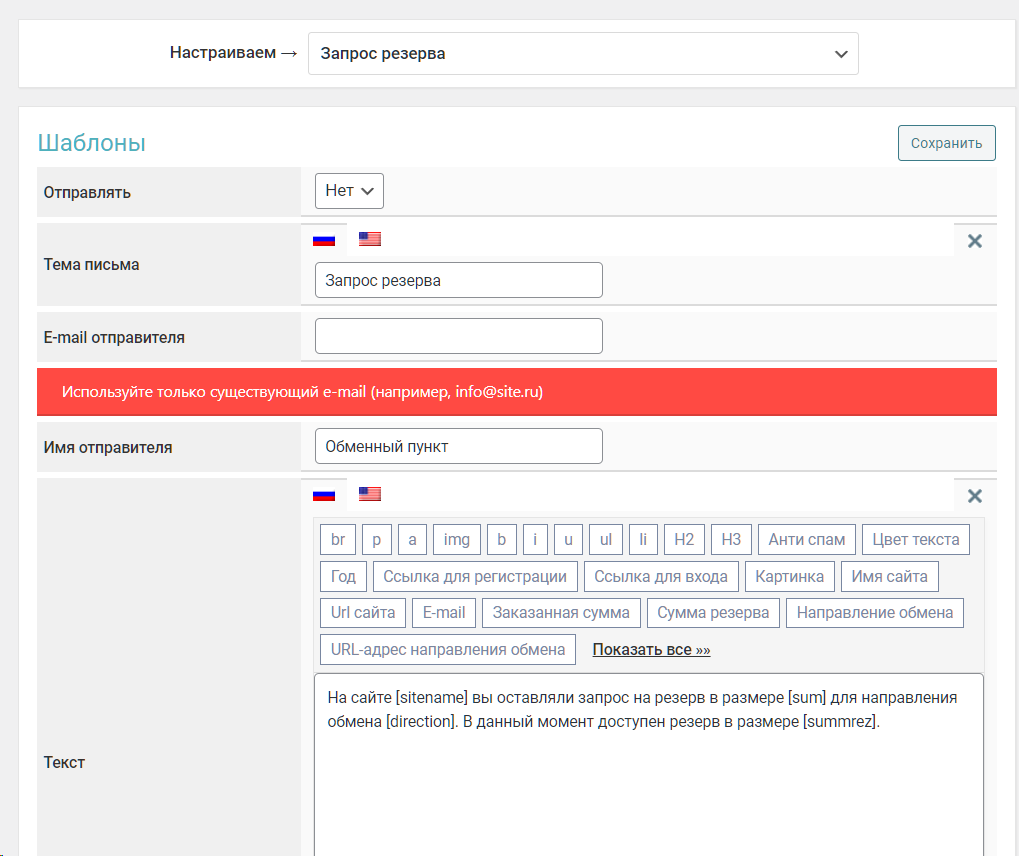 Настраиваем → Запрос резерва
Шаблоны Сохранить
Отправлять Нет
Тема письма
Запрос резерва
E-mail отправителя
Используйте только существующий e-mail (например, info@site.ru)
Имя отправителя Обменный пункт
br p a img b i u ul li H2 H3 Анти спам Цвет текста
Год Ссылка для регистрации Ссылка для входа Картинка Имя сайта
Url сайта E-mail Заказанная сумма Сумма резерва Направление обмена
URL-адрес направления обмена Показать все »»
На сайте [sitename] вы оставляли запрос на резерв в размере [sum] для направления
обмена [direction]. В данный момент доступен резерв в размере [summrez].
Текст